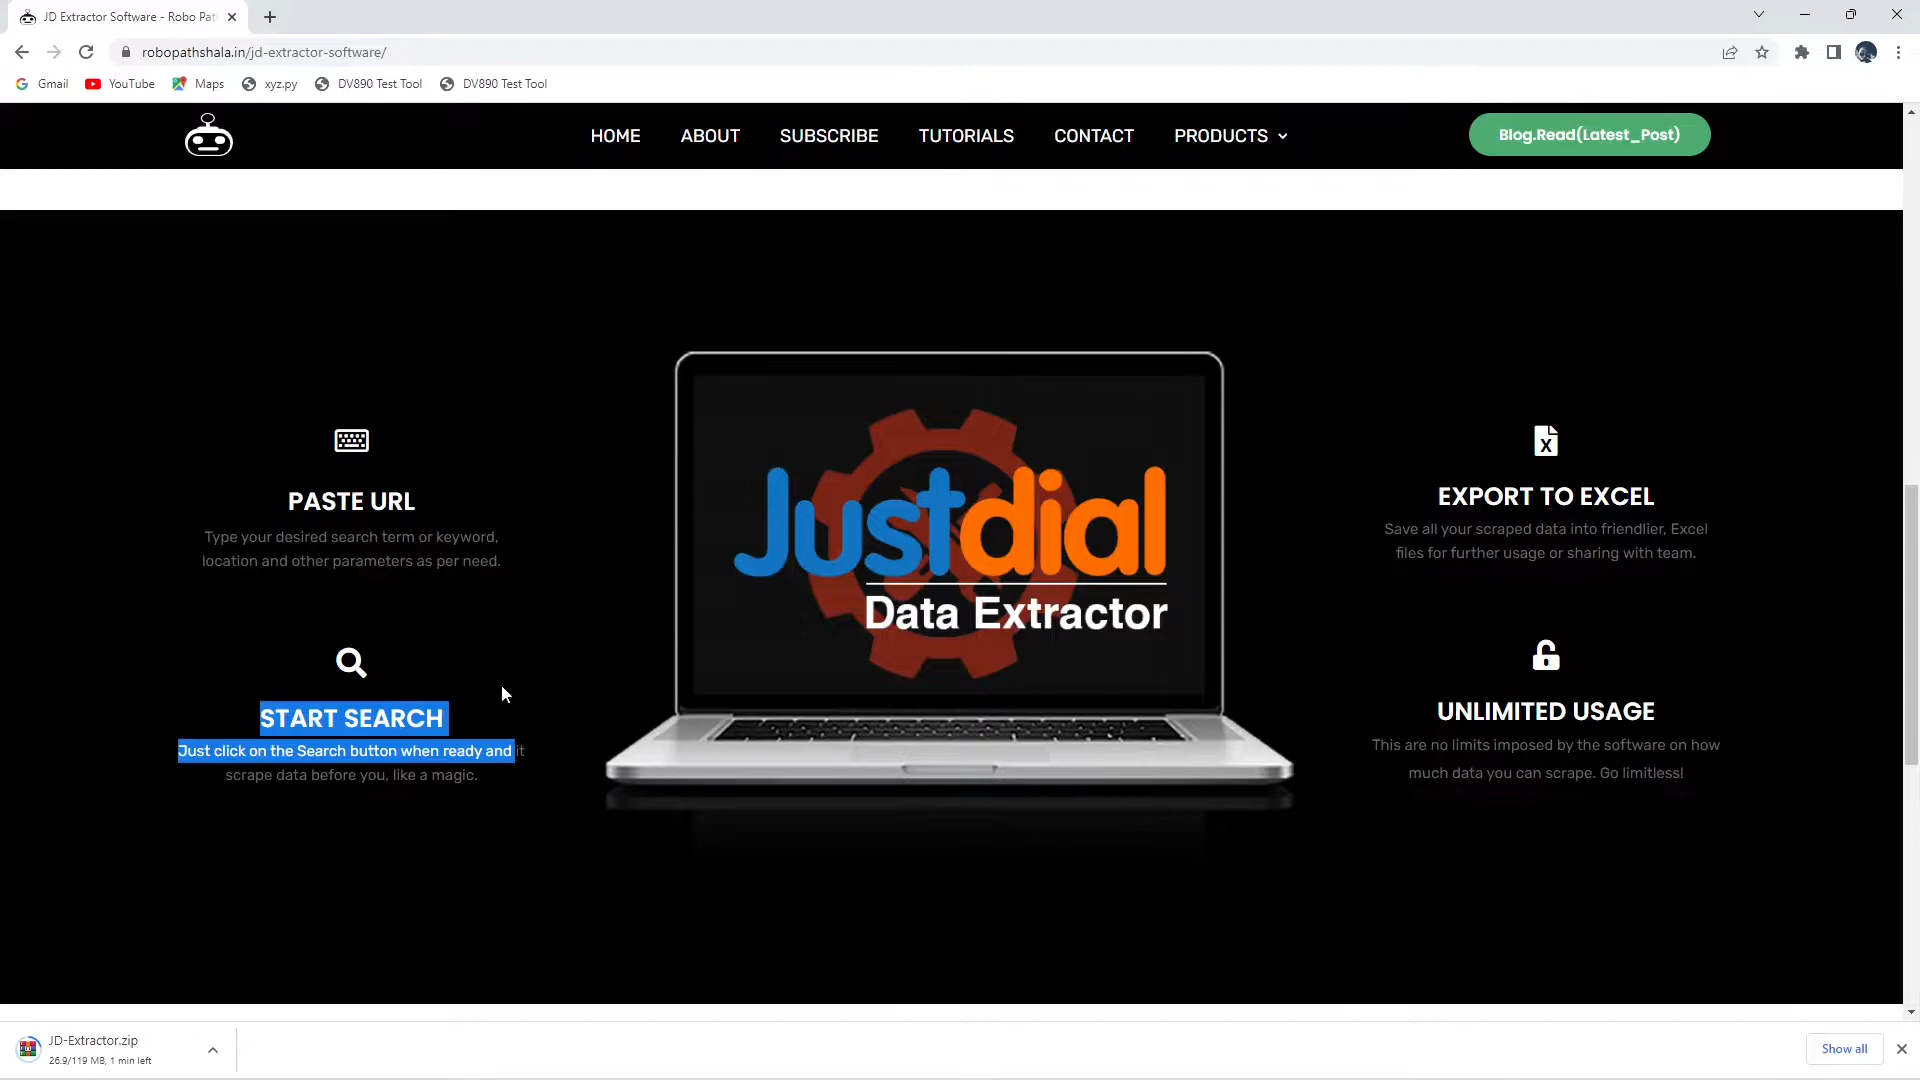 JD Extractor Software - Robo Pat
robopathshala.in/jd-extractor-software/
Gmail YouTube Maps xyz.py DV890 Test Tool DV890 Test Tool
HOME ABOUT SUBSCRIBE TUTORIALS CONTACT PRODUCTS Blog.Read(Latest_Post)
PASTE URL
Type your desired search term or keyword,
location and other parameters as per need.
START SEARCH
Just click on the Search button when ready and it
scrape data before you, like a magic.
Justdial
Data Extractor
EXPORT TO EXCEL
Save all your scraped data into friendlier, Excel
files for further usage or sharing with team.
UNLIMITED USAGE
This are no limits imposed by the software on how
much data you can scrape. Go limitless!
JD-Extractor.zip
26.9/119 MB, 1 min left
Show all